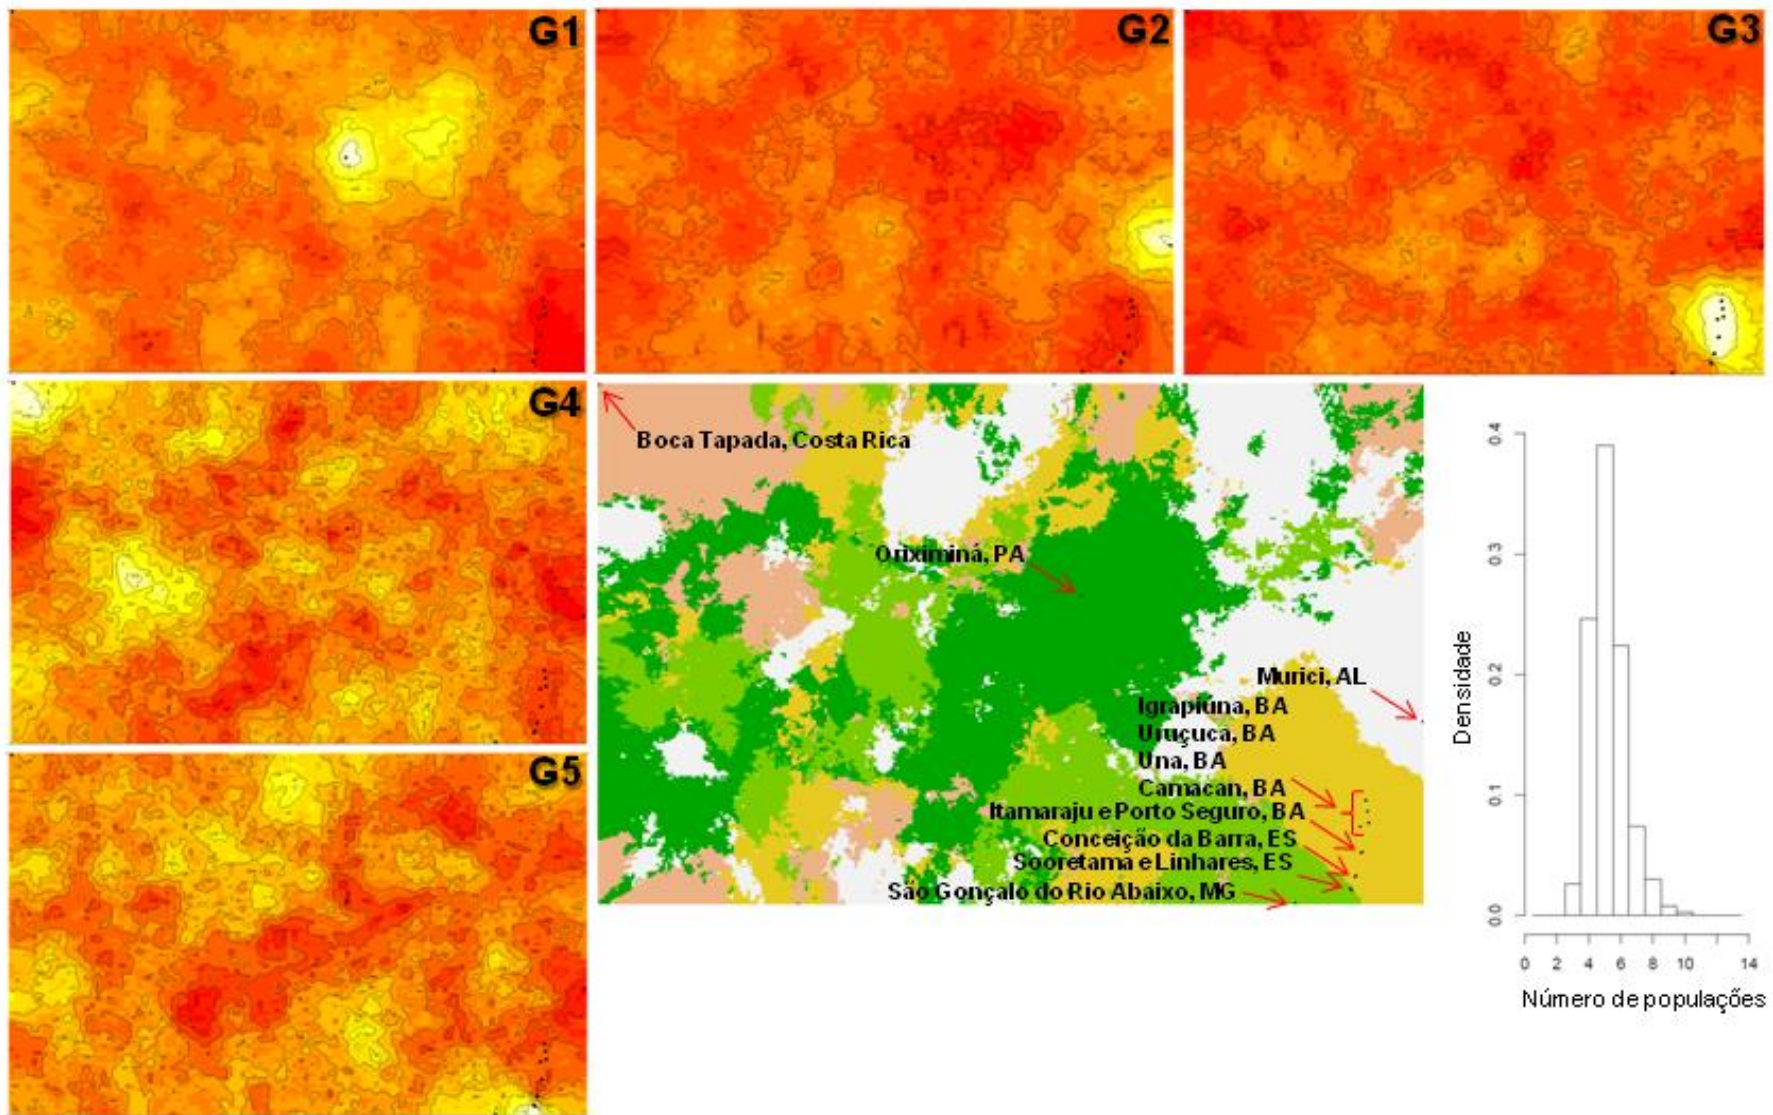 G1
G2
G3
G4
G5
Boca Tapada, Costa Rica
Oriximiná, PA
Murici, AL
Igrapiuna, BA
Uruçuca, BA
Una, BA
Camacan, BA
Itamaraju e Porto Seguro, BA
Conceição da Barra, ES
Sooretama e Linhares, ES
São Gonçalo do Rio Abaixo, MG
Densidade
0.4
0.3
0.2
0.1
0.0
0 2 4 6 8 10 14
Número de populações